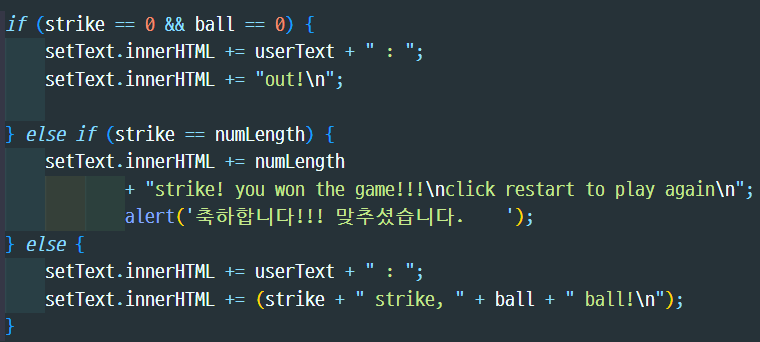 if (strike == 0 && ball == 0) {
    setText.innerHTML += userText + " : ";
    setText.innerHTML += "out!\n";

} else if (strike == numLength) {
    setText.innerHTML += numLength
            + "strike! you won the game!!!\nclick restart to play again\n";
            alert('축하합니다!!! 맞추셨습니다.    ');
} else {
    setText.innerHTML += userText + " : ";
    setText.innerHTML += (strike + " strike, " + ball + " ball!\n");
}